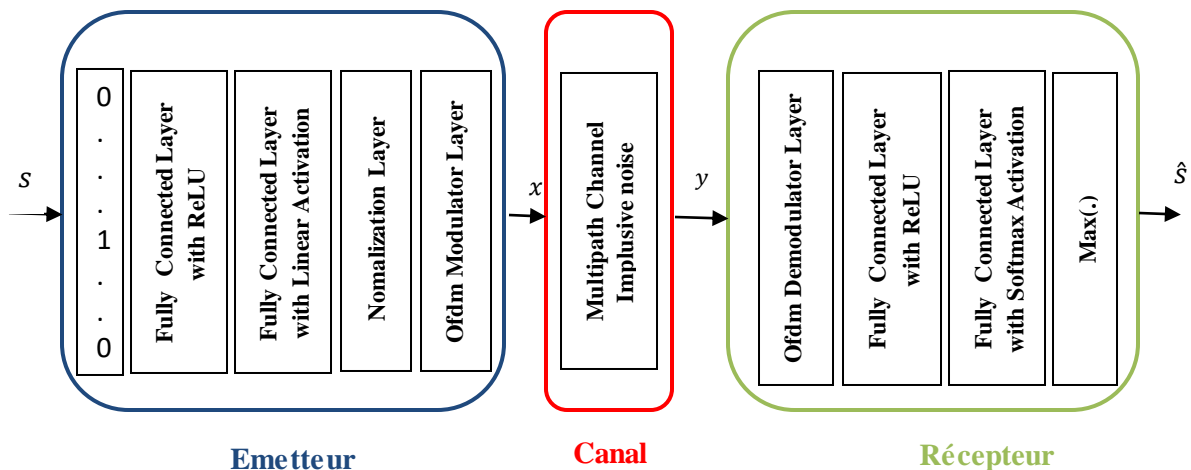 s
0
.
.
.
1
.
.
0
Fully Connected Layer
with ReLU
Fully Connected Layer
with Linear Activation
Nomalization Layer
Ofdm Modulator Layer
x
Multipath Channel
Implusive noise
y
Ofdm Demodulator Layer
Fully Connected Layer
with ReLU
Fully Connected Layer
with Softmax Activation
Max(.)
ŝ
Emetteur
Canal
Récepteur